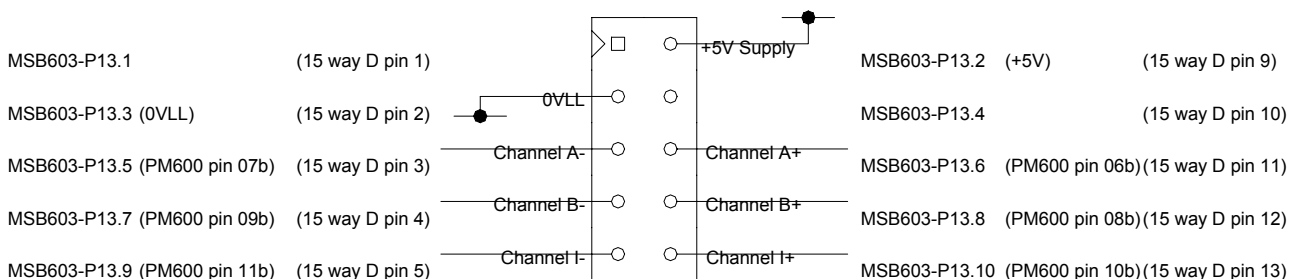 +5V Supply
MSB603-P13.1 (15 way D pin 1)
MSB603-P13.2 (+5V) (15 way D pin 9)
0VLL
MSB603-P13.3 (0VLL) (15 way D pin 2)
MSB603-P13.4 (15 way D pin 10)
Channel A- Channel A+
MSB603-P13.5 (PM600 pin 07b) (15 way D pin 3)
MSB603-P13.6 (PM600 pin 06b) (15 way D pin 11)
Channel B- Channel B+
MSB603-P13.7 (PM600 pin 09b) (15 way D pin 4)
MSB603-P13.8 (PM600 pin 08b) (15 way D pin 12)
Channel I- Channel I+
MSB603-P13.9 (PM600 pin 11b) (15 way D pin 5)
MSB603-P13.10 (PM600 pin 10b) (15 way D pin 13)